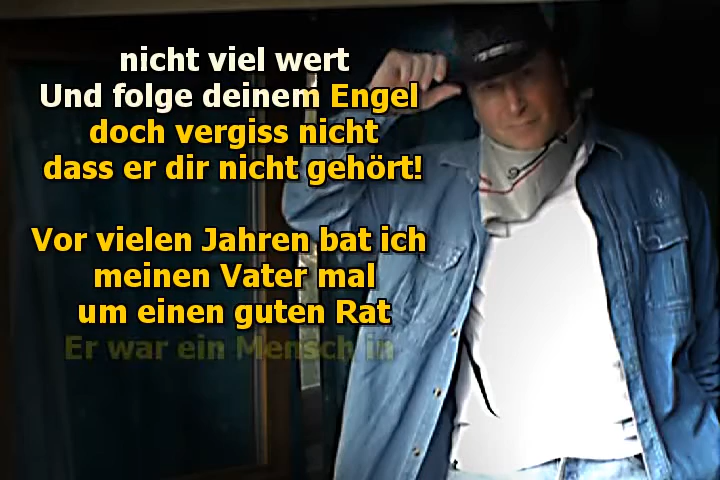 nicht viel wert
Und folge deinem Engel
doch vergiss nicht
dass er dir nicht gehört!
Vor vielen Jahren bat ich
meinen Vater mal
um einen guten Rat
Er war ein Mensch in